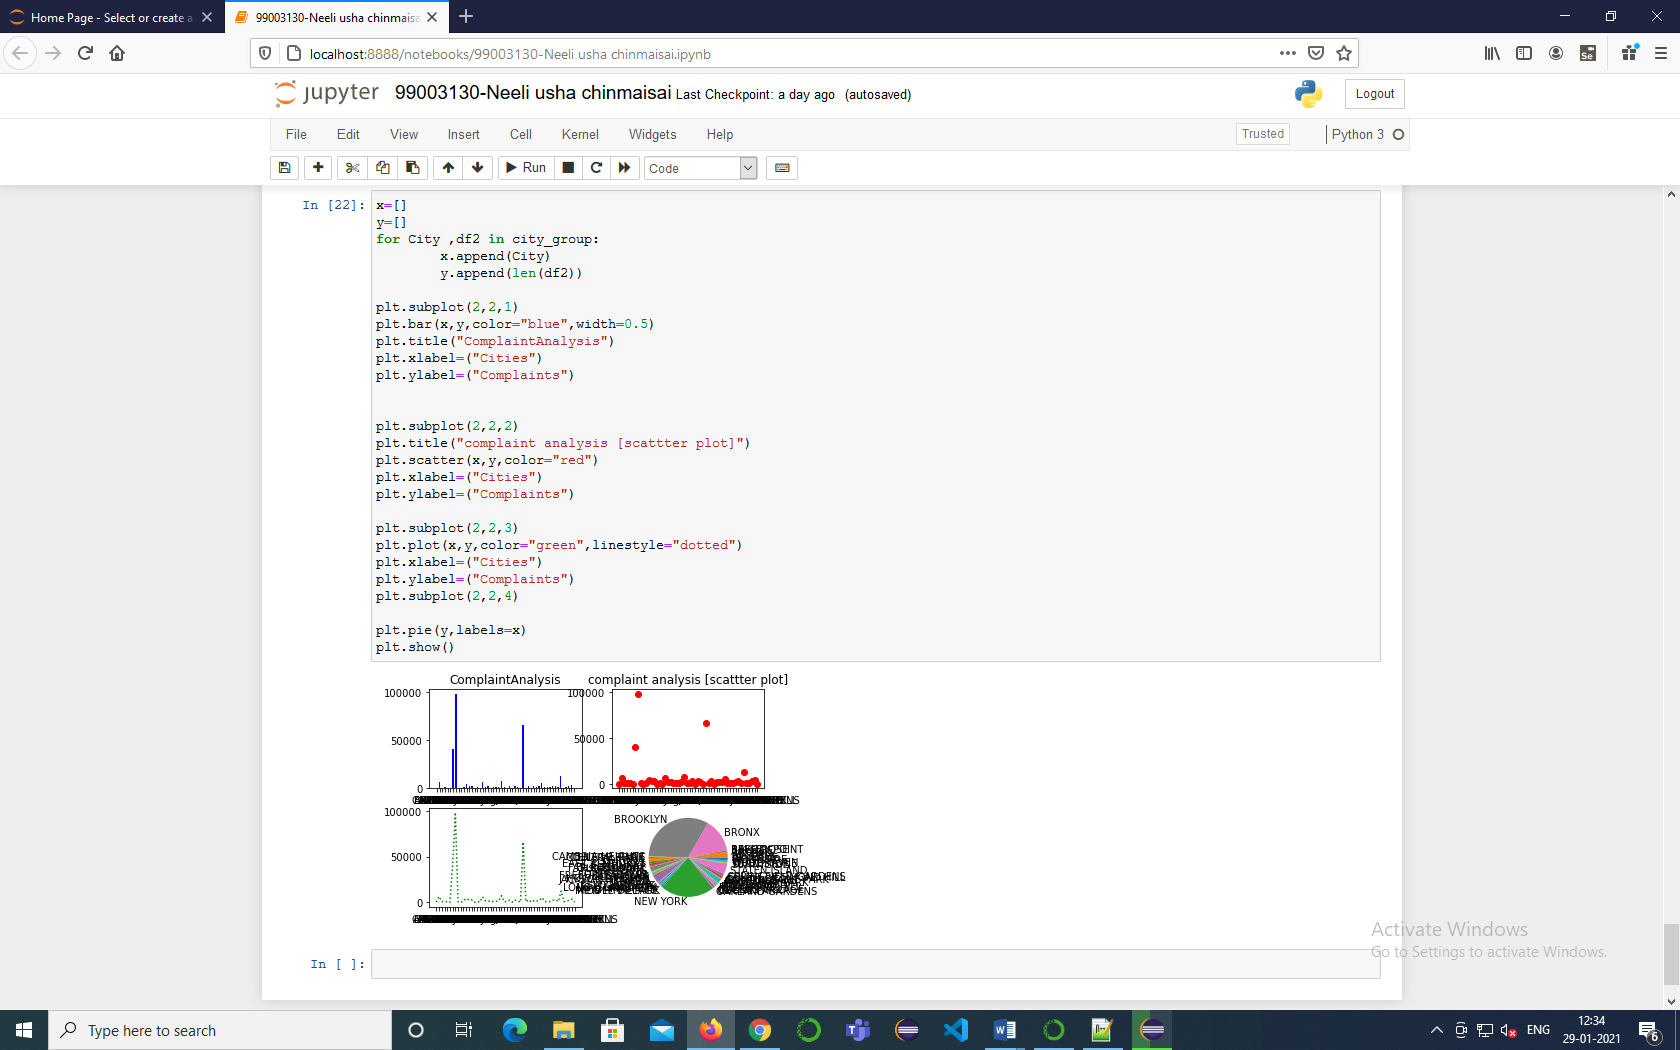 Home Page - Select or create a
99003130-Neeli usha chinmaisa
localhost:8888/notebooks/99003130-Neeli usha chinmaisai.ipynb
jupyter 99003130-Neeli usha chinmaisai Last Checkpoint: a day ago (autosaved)
Logout
File Edit View Insert Cell Kernel Widgets Help
Trusted
Python 3
Run
Code
In [22]:
x=[]
y=[]
for City ,df2 in city_group:
x.append(City)
y.append(len(df2))
plt.subplot(2,2,1)
plt.bar(x,y,color="blue",width=0.5)
plt.title("ComplaintAnalysis")
plt.xlabel=("Cities")
plt.ylabel=("Complaints")
plt.subplot(2,2,2)
plt.title("complaint analysis [scattter plot]")
plt.scatter(x,y,color="red")
plt.xlabel=("Cities")
plt.ylabel=("Complaints")
plt.subplot(2,2,3)
plt.plot(x,y,color="green",linestyle="dotted")
plt.xlabel=("Cities")
plt.ylabel=("Complaints")
plt.subplot(2,2,4)
plt.pie(y,labels=x)
plt.show()
ComplaintAnalysis
100000
50000
0
complaint analysis [scattter plot]
100000
50000
0
100000
50000
0
BROOKLYN
BRONX
STATEN ISLAND
NEW YORK
In [ ]:
Activate Windows
Go to Settings to activate Windows.
Type here to search
Se
ENG
12:34
29-01-2021
6